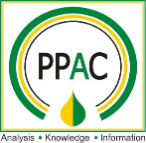 PPAC
Analysis • Knowledge • Information